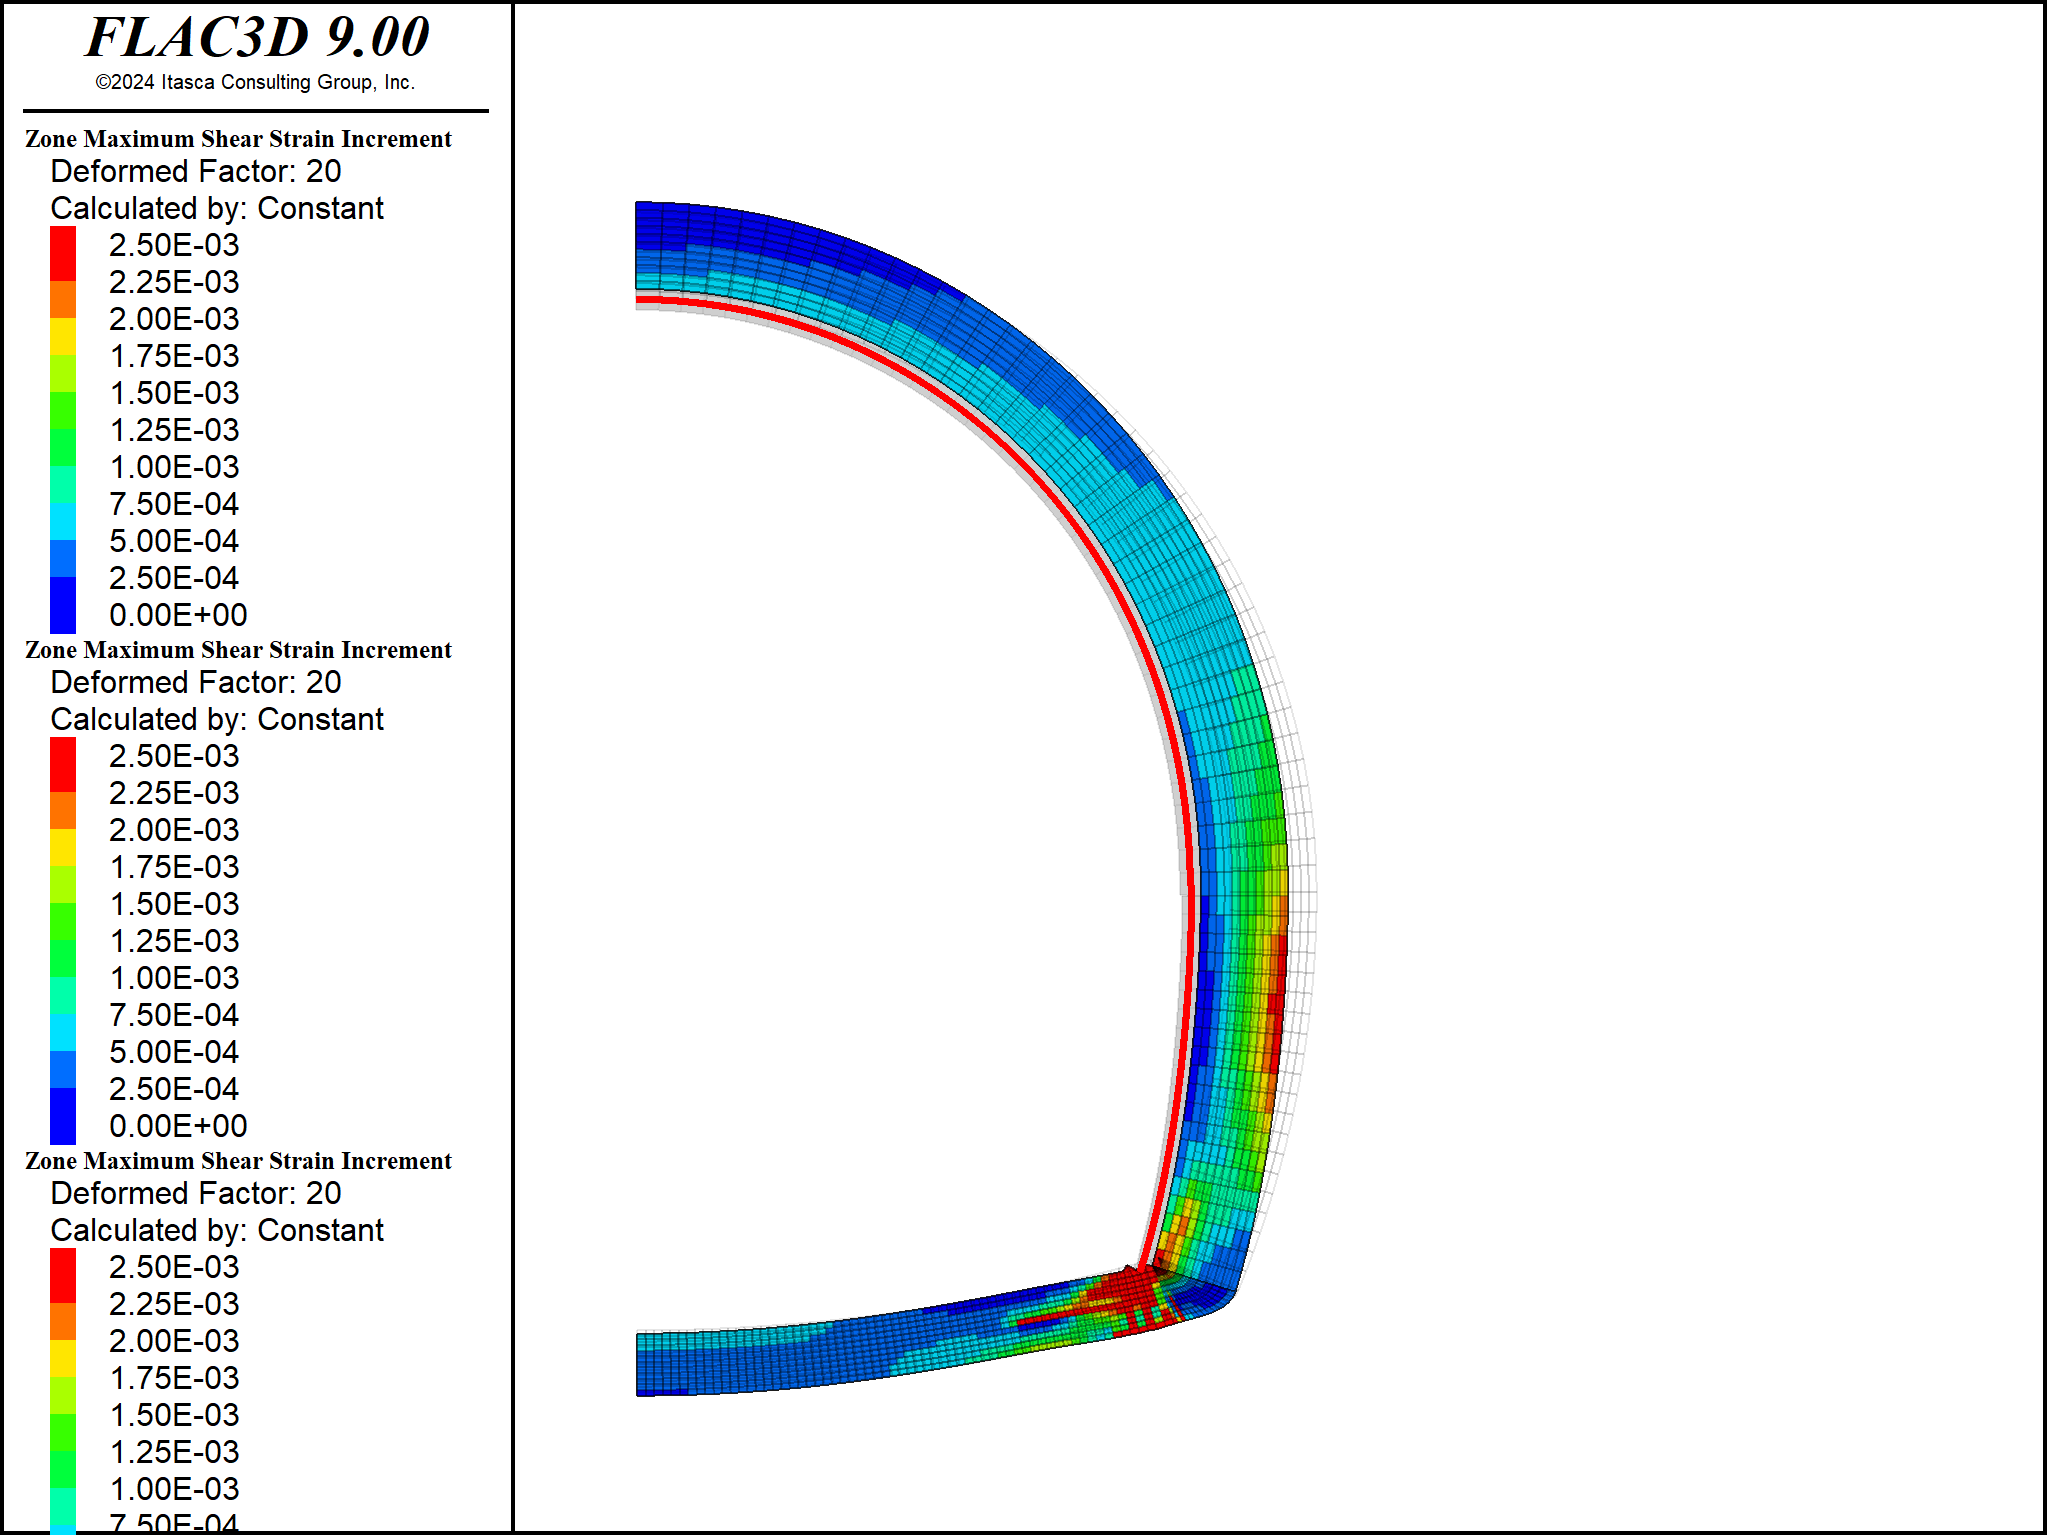 FLAC3D 9.00
©2024 Itasca Consulting Group, Inc.
Zone Maximum Shear Strain Increment
Deformed Factor: 20
Calculated by: Constant
2.50E-03
2.25E-03
2.00E-03
1.75E-03
1.50E-03
1.25E-03
1.00E-03
7.50E-04
5.00E-04
2.50E-04
0.00E+00
Zone Maximum Shear Strain Increment
Deformed Factor: 20
Calculated by: Constant
2.50E-03
2.25E-03
2.00E-03
1.75E-03
1.50E-03
1.25E-03
1.00E-03
7.50E-04
5.00E-04
2.50E-04
0.00E+00
Zone Maximum Shear Strain Increment
Deformed Factor: 20
Calculated by: Constant
2.50E-03
2.25E-03
2.00E-03
1.75E-03
1.50E-03
1.25E-03
1.00E-03
7.50E-04